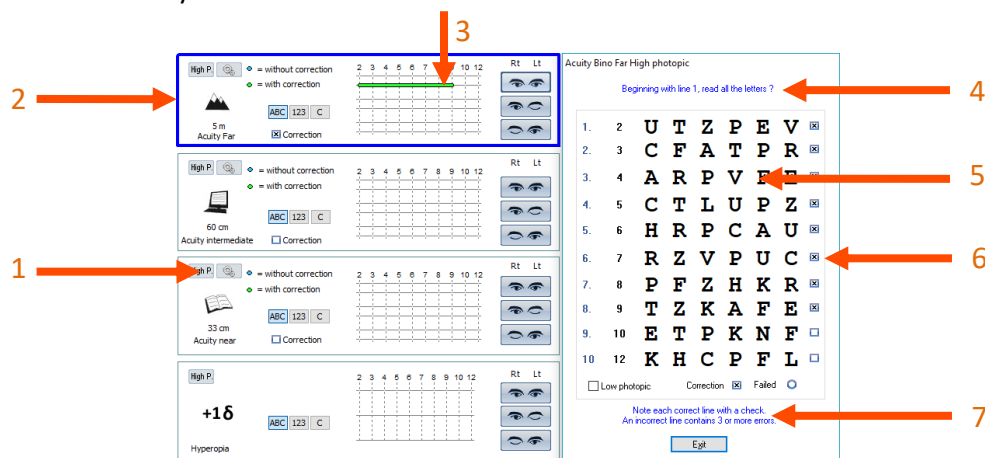 3
2
High P.
= without correction
= with correction
2 3 4 5 6 7 9 10 12
Rt Lt
ABC 123 C
5 m
Acuity Far
Correction
High P.
= without correction
= with correction
2 3 4 5 6 7 8 9 10 12
Rt Lt
ABC 123 C
60 cm
Acuity intermediate
Correction
1
High P.
= without correction
= with correction
2 3 4 5 6 7 8 9 10 12
Rt Lt
ABC 123 C
33 cm
Acuity near
Correction
High P.
2 3 4 5 6 7 8 9 10 12
Rt Lt
+1δ
ABC 123 C
Hyperopia
Acuity Bino Far High photopic
Beginning with line 1, read all the letters ?
4
1. 2 U T Z P E V
2. 3 C F A T P R
3. 4 A R P V
5
4. 5 C T L U P Z
5. 6 H R P C A U
6. 7 R Z V P U C
6
7. 8 P F Z H K R
8. 9 T Z K A F E
9. 10 E T P K N F
10 12 K H C P F L
Low photopic Correction Failed
Note each correct line with a check.
An incorrect line contains 3 or more errors.
7
Exit